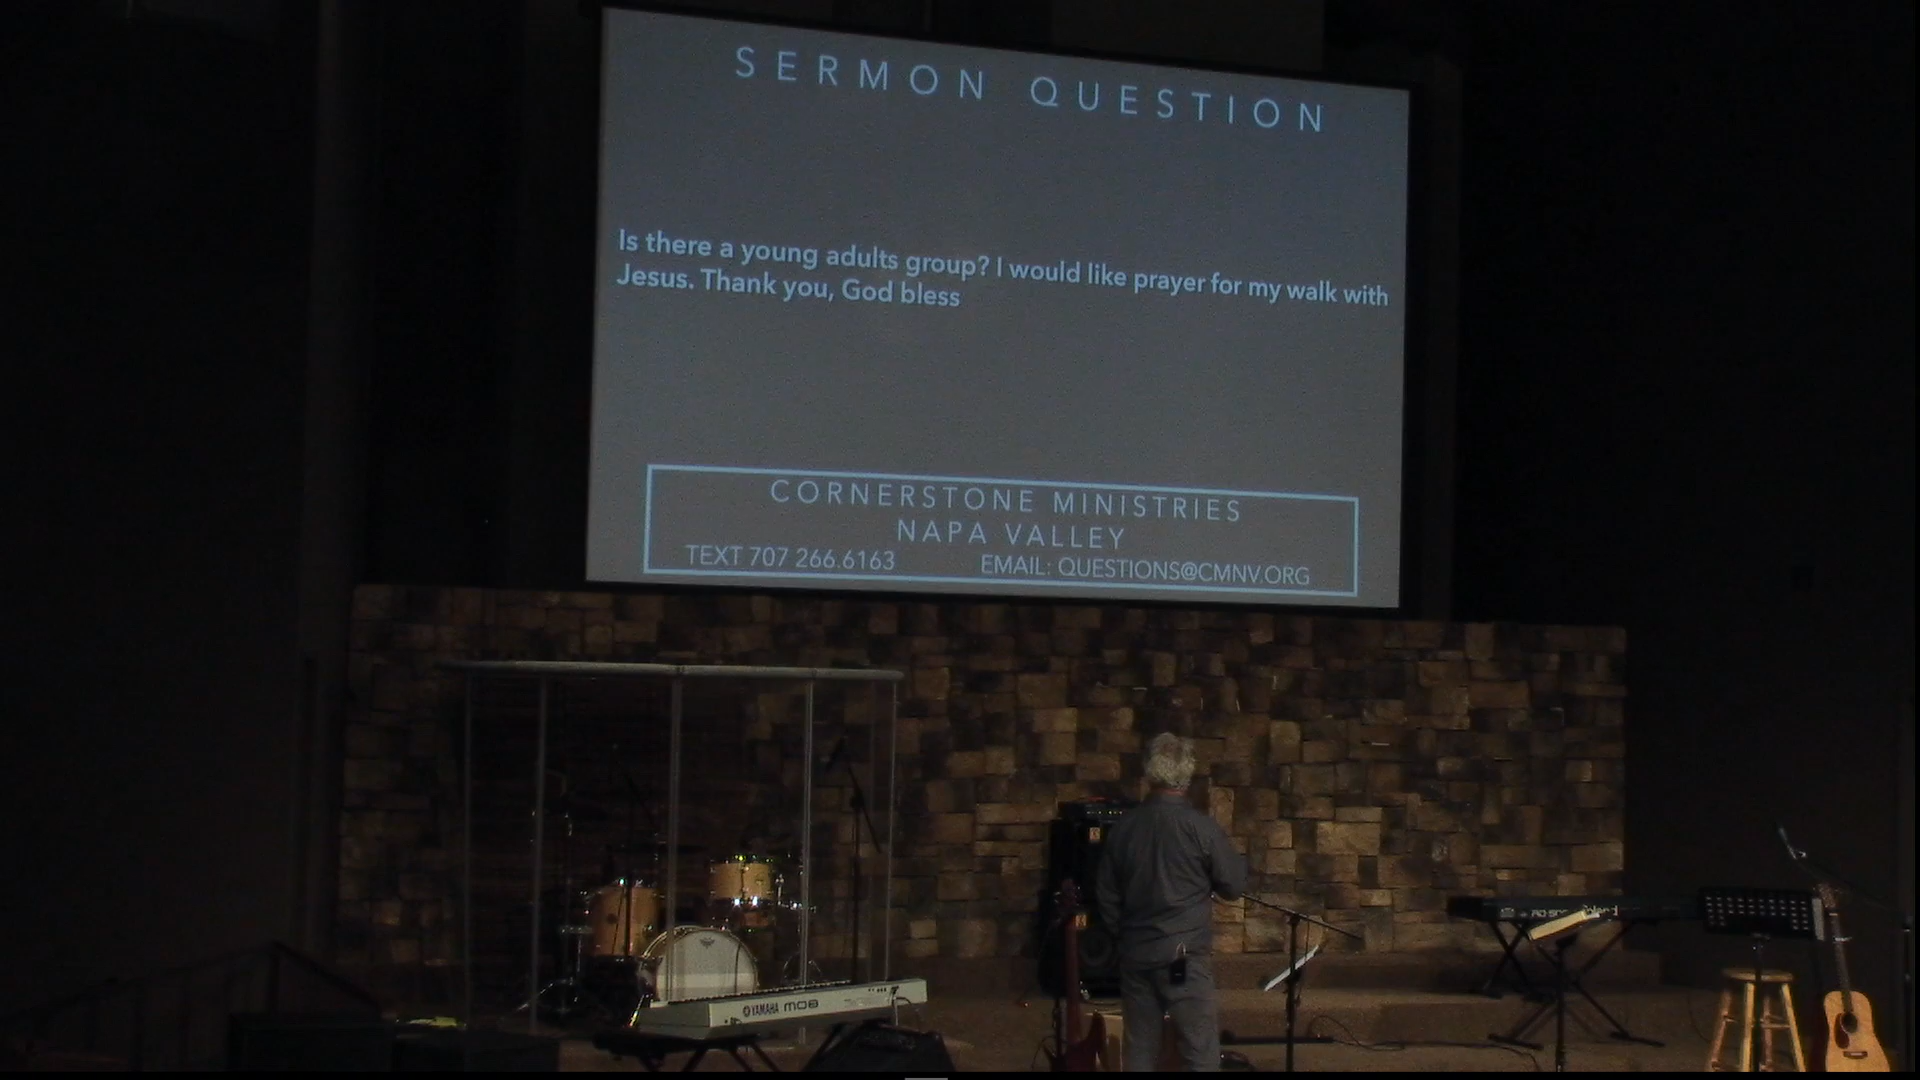 SERMON QUESTION
Is there a young adults group? I would like prayer for my walk with
Jesus. Thank you, God bless
CORNERSTONE MINISTRIES
NAPA VALLEY
TEXT 707 266.6163 EMAIL: QUESTIONS@CMNV.ORG
YAMAHA MO8
Roland